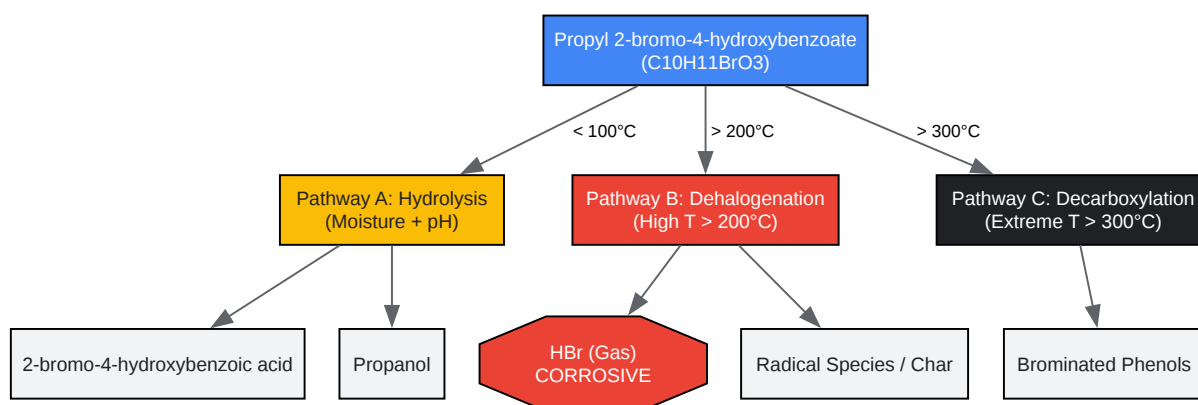 Propyl 2-bromo-4-hydroxybenzoate
(C10H11BrO3)
< 100°C
> 200°C
> 300°C
Pathway A: Hydrolysis
(Moisture + pH)
Pathway B: Dehalogenation
(High T > 200°C)
Pathway C: Decarboxylation
(Extreme T > 300°C)
2-bromo-4-hydroxybenzoic acid
Propanol
HBr (Gas)
CORROSIVE
Radical Species / Char
Brominated Phenols